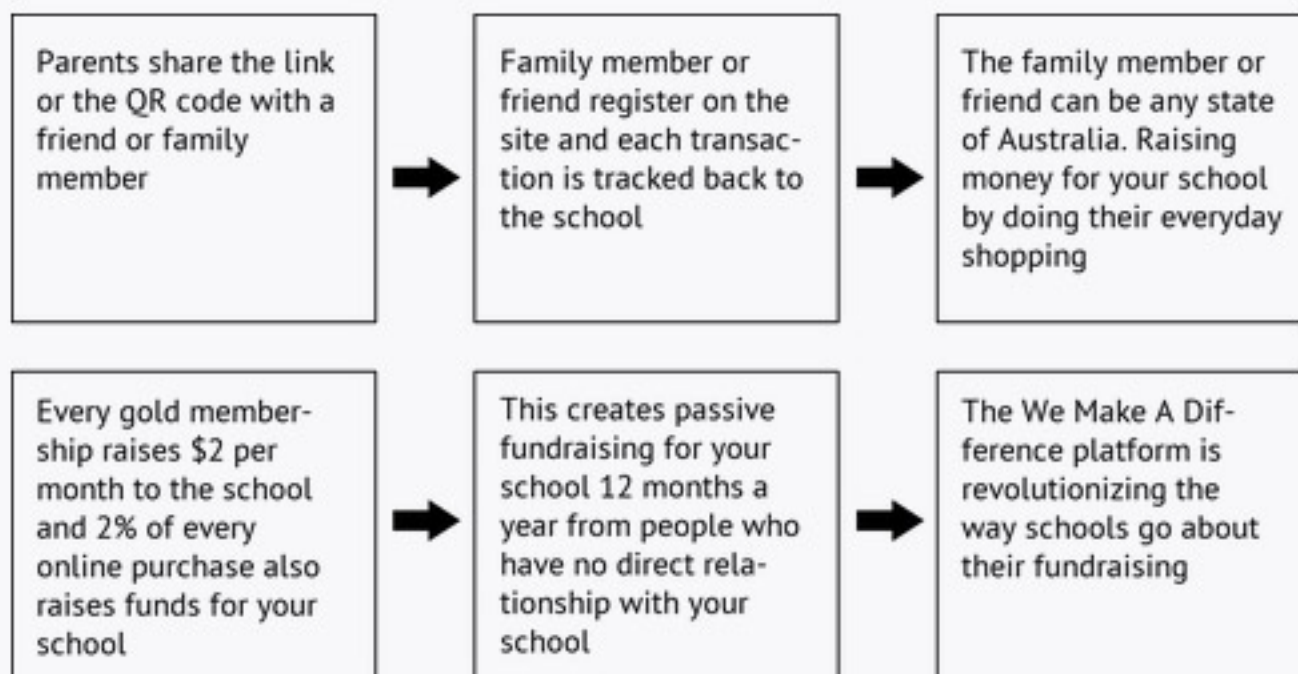 Parents share the link
or the QR code with a
friend or family
member
Family member or
friend register on the
site and each transac-
tion is tracked back to
the school
The family member or
friend can be any state
of Australia. Raising
money for your school
by doing their everyday
shopping
Every gold member-
ship raises $2 per
month to the school
and 2% of every
online purchase also
raises funds for your
school
This creates passive
fundraising for your
school 12 months a
year from people who
have no direct rela-
tionship with your
school
The We Make A Dif-
ference platform is
revolutionizing the
way schools go about
their fundraising